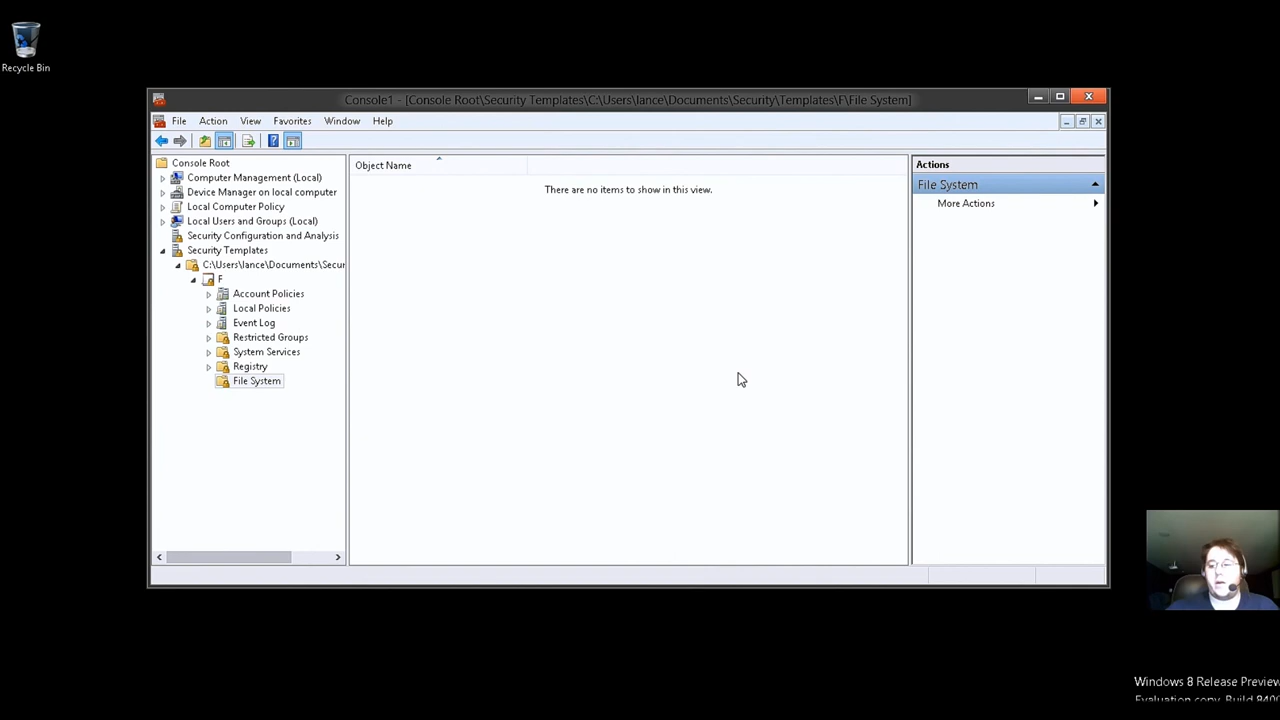 Recycle Bin
Console1 - [Console Root\Security Templates\C:\Users\lance\Documents\Security\Templates\F\File System]
File Action View Favorites Window Help
Console Root
Computer Management (Local)
Device Manager on local computer
Local Computer Policy
Local Users and Groups (Local)
Security Configuration and Analysis
Security Templates
C:\Users\lance\Documents\Secur
F
Account Policies
Local Policies
Event Log
Restricted Groups
System Services
Registry
File System
Object Name
There are no items to show in this view.
Actions
File System
More Actions
Windows 8 Release Preview
Evaluation copy. Build 8400